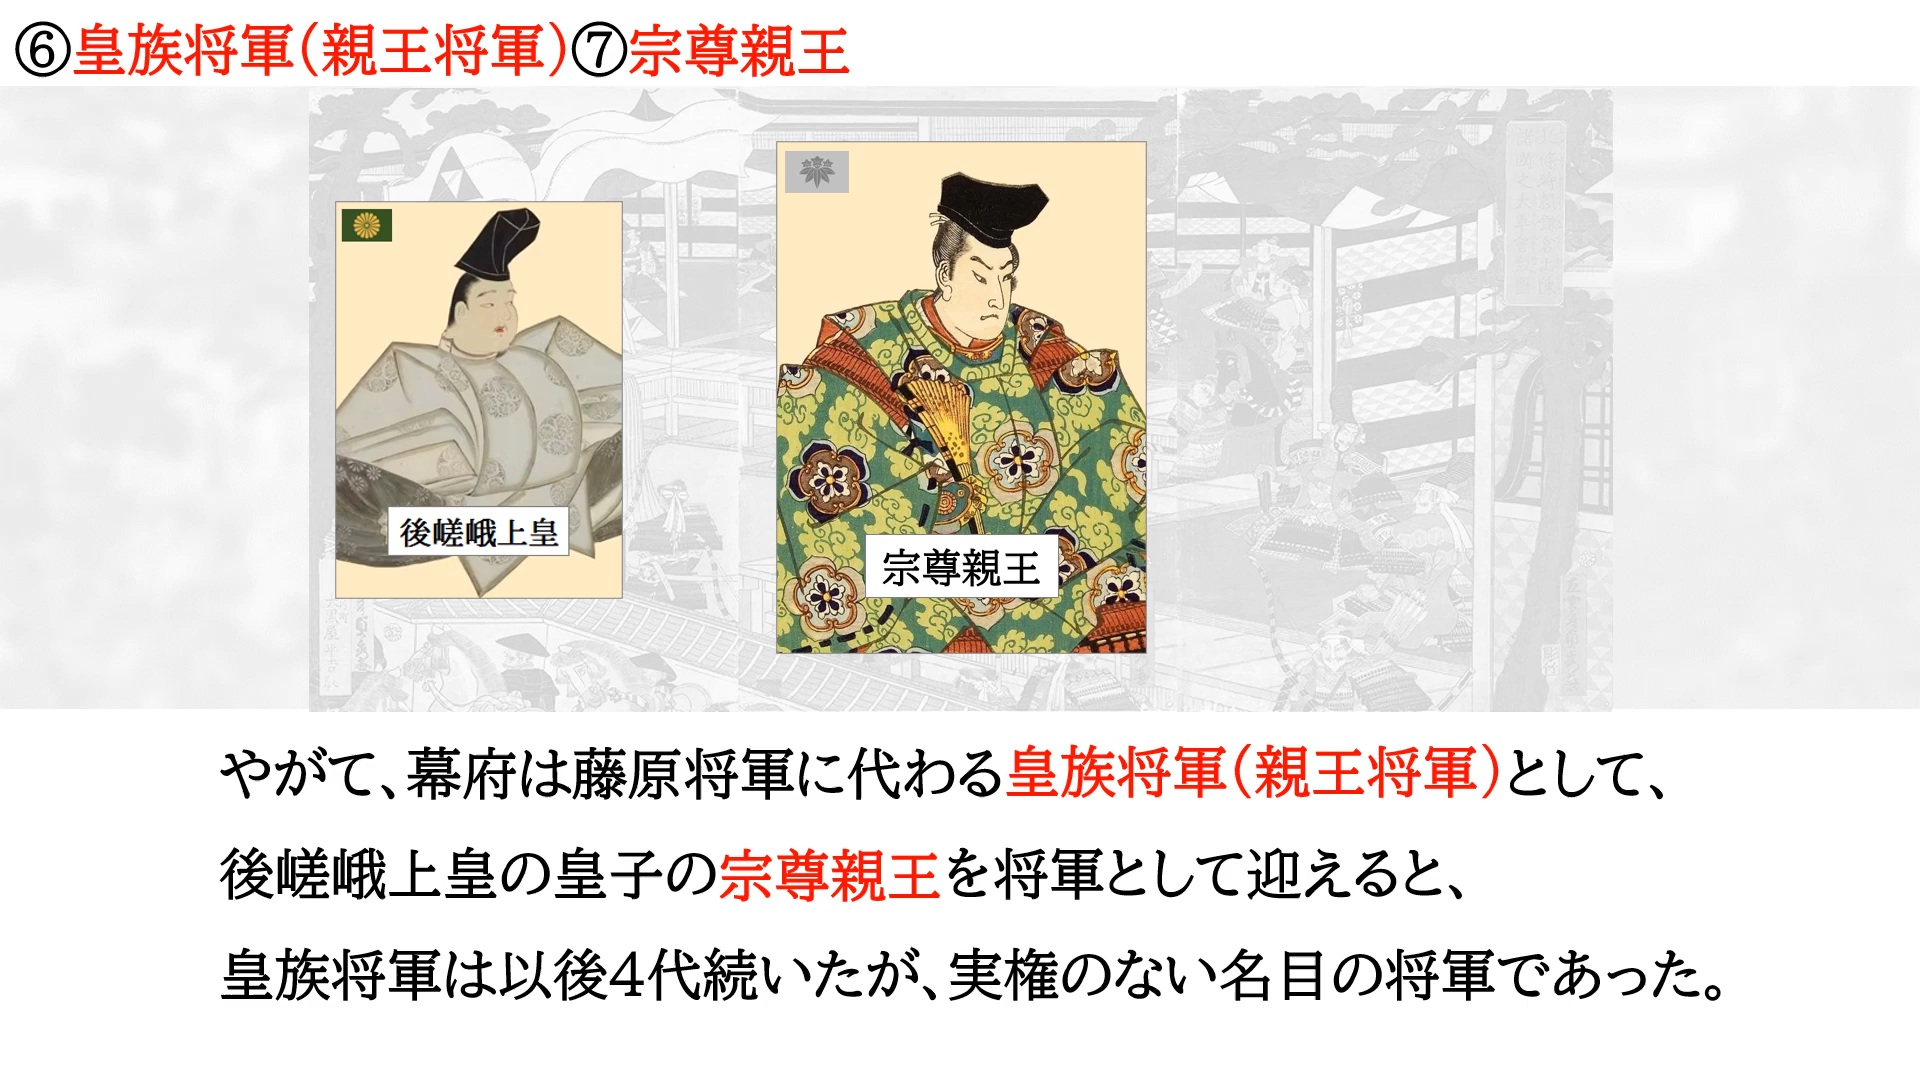 ⑥皇族将軍(親王将軍)⑦宗尊親王
後嵯峨上皇
宗尊親王
やがて、幕府は藤原将軍に代わる皇族将軍(親王将軍)として、
後嵯峨上皇の皇子の宗尊親王を将軍として迎えると、
皇族将軍は以後4代続いたが、実権のない名目の将軍であった。